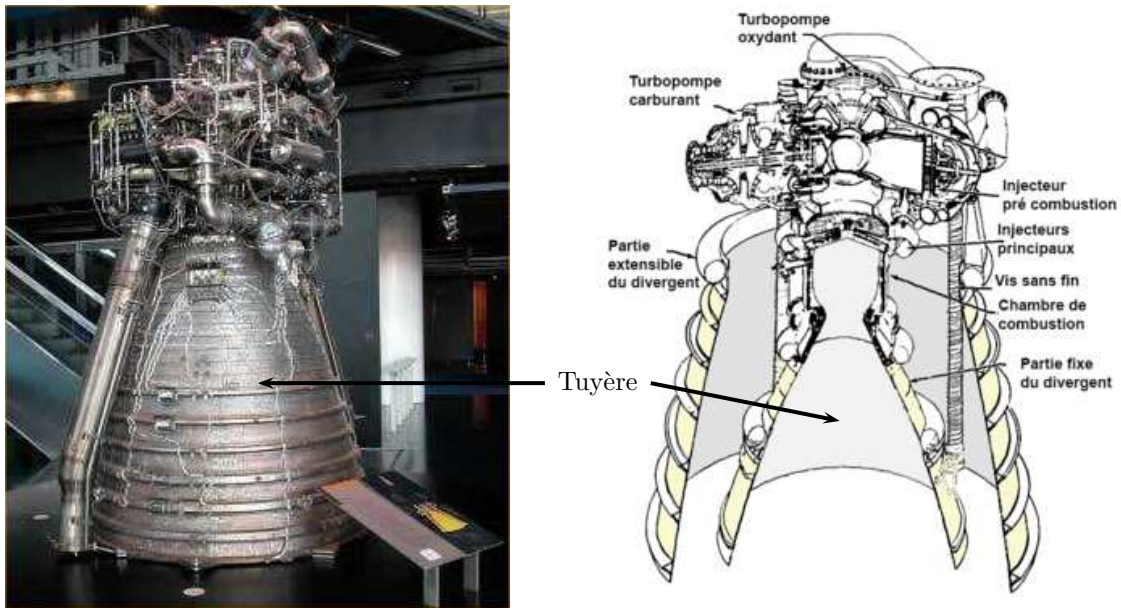 Turbopompe
oxydant
Turbopompe
carburant
Injecteur
pré combustion
Injecteurs
principaux
Partie
extensible
du divergent
Vis sans fin
Chambre de
combustion
Partie fixe
du divergent
Tuyère